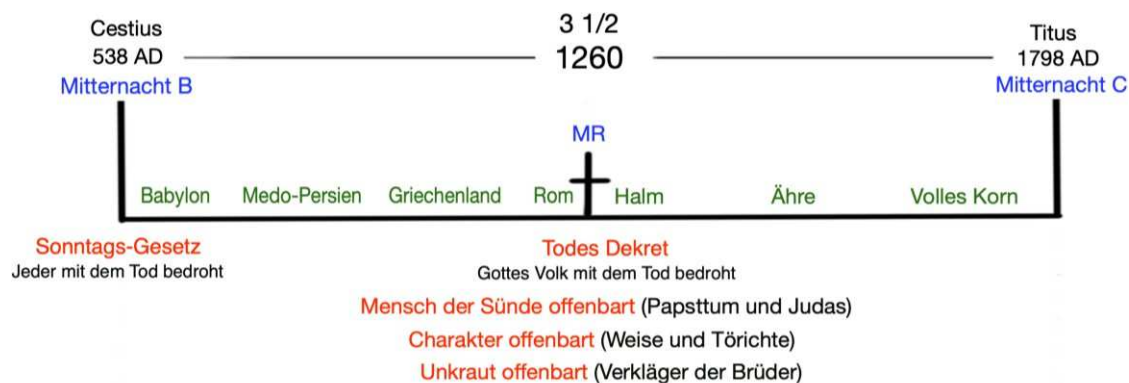 Cestius
538 AD
Mitternacht B
3 1/2
1260
Titus
1798 AD
Mitternacht C
MR
Babylon Medo-Persien Griechenland Rom Halm Ähre Volles Korn
Sonntags-Gesetz
Jeder mit dem Tod bedroht
Todes Dekret
Gottes Volk mit dem Tod bedroht
Mensch der Sünde offenbart (Papsttum und Judas)
Charakter offenbart (Weise und Törichte)
Unkraut offenbart (Verkläger der Brüder)